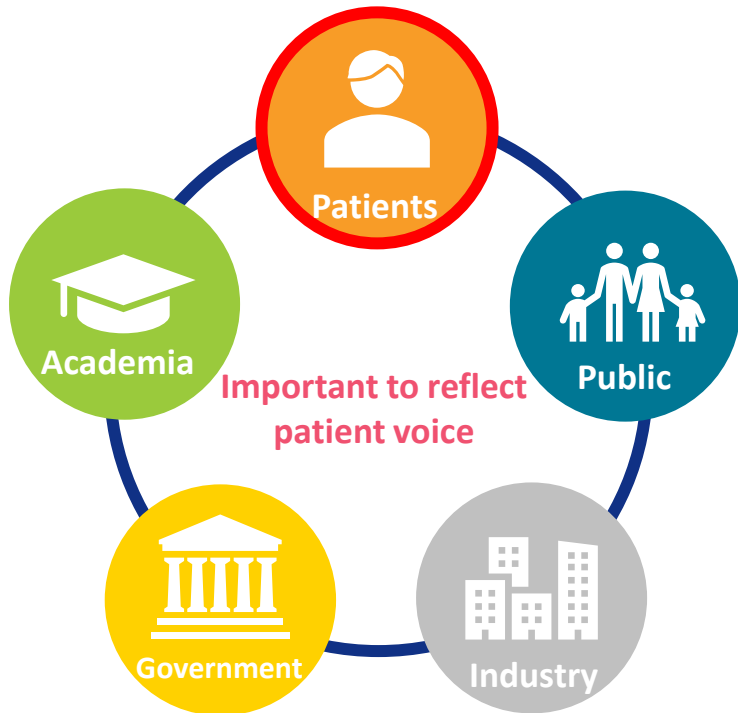 Patients
Academia
Public
Important to reflect
patient voice
Government
Industry